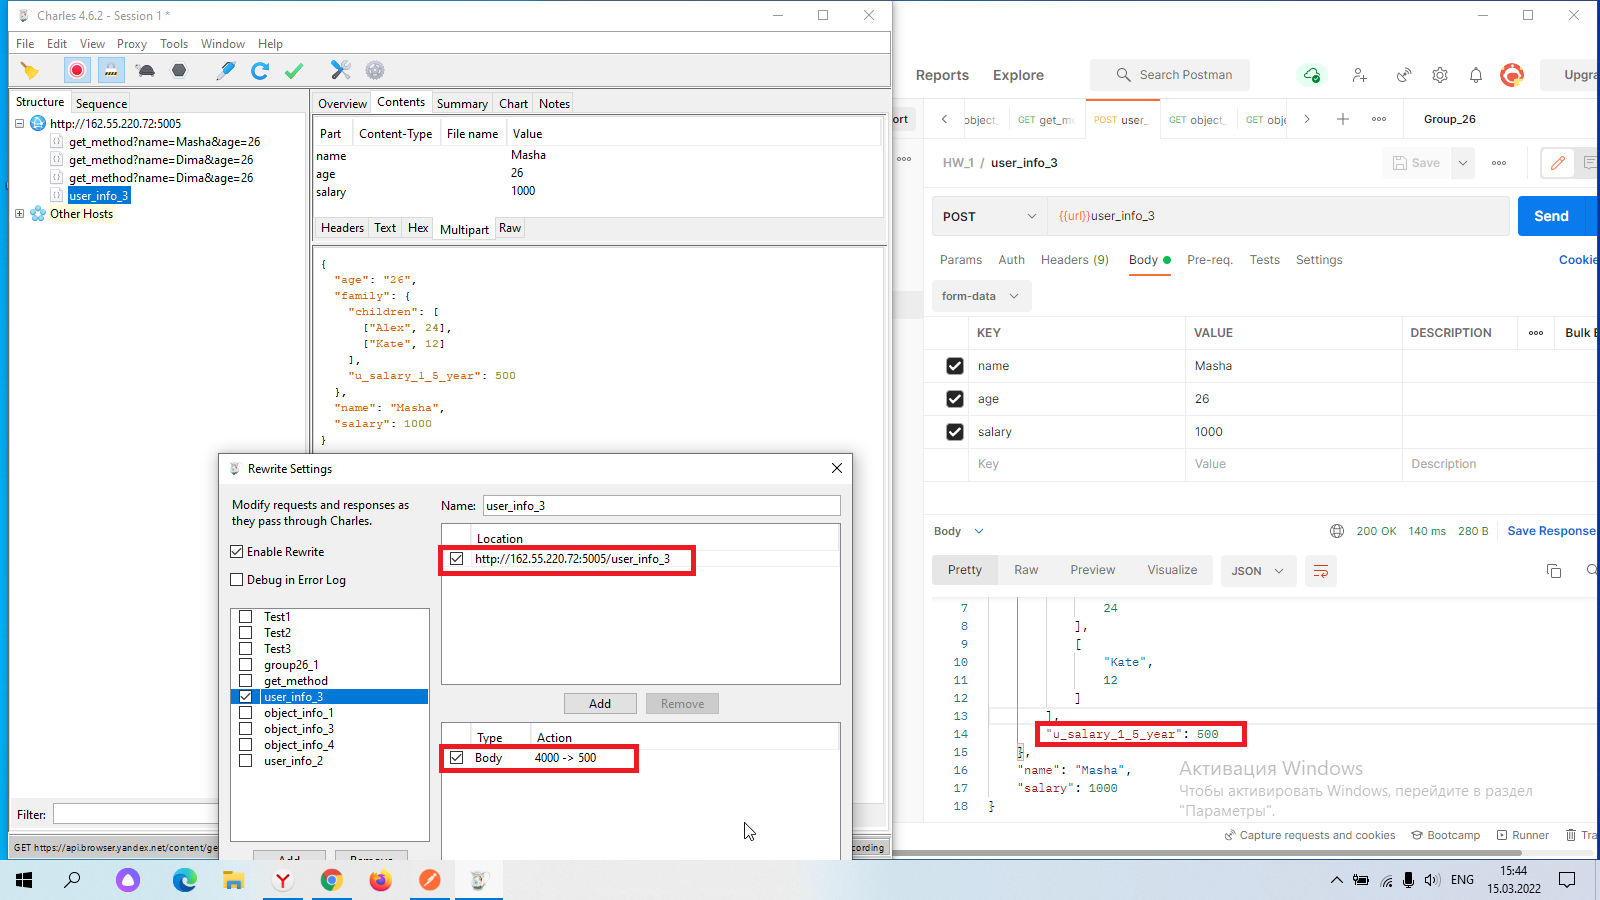 Charles 4.6.2 - Session 1 *
File Edit View Proxy Tools Window Help
Structure Sequence
http://162.55.220.72:5005
get_method?name=Masha&age=26
get_method?name=Dima&age=26
get_method?name=Dima&age=26
user_info_3
Other Hosts
Filter:
GET https://api.browser.yandex.net/content/ge
Overview Contents Summary Chart Notes
Part Content-Type File name Value
name Masha
age 26
salary 1000
Headers Text Hex Multipart Raw
{
"age": "26",
"family": {
"children": [
["Alex", 24],
["Kate", 12]
],
"u_salary_1_5_year": 500
},
"name": "Masha",
"salary": 1000
}
Rewrite Settings
Modify requests and responses as
they pass through Charles.
Enable Rewrite
Debug in Error Log
Test1
Test2
Test3
group26_1
get_method
user_info_3
object_info_1
object_info_3
object_info_4
user_info_2
Add Remove
Name: user_info_3
Location
http://162.55.220.72:5005/user_info_3
Add Remove
Type Action
Body 4000 -> 500
cording
Reports Explore Search Postman Upgra
ort object_ GET get_m POST user_ GET object_ GET obje Group_26
HW_1 / user_info_3 Save
POST {{url}}user_info_3 Send
Params Auth Headers (9) Body Pre-req. Tests Settings Cookie
form-data
KEY VALUE DESCRIPTION Bulk E
name Masha
age 26
salary 1000
Key Value Description
Body 200 OK 140 ms 280 B Save Response
Pretty Raw Preview Visualize JSON
7 24
8 ],
9 [
10 "Kate",
11 12
12 ]
13 ],
14 "u_salary_1_5_year": 500
15 },
16 "name": "Masha",
17 "salary": 1000
18 }
Активация Windows
Чтобы активировать Windows, перейдите в раздел
"Параметры".
Capture requests and cookies Bootcamp Runner Tra
ENG 15:44
15.03.2022